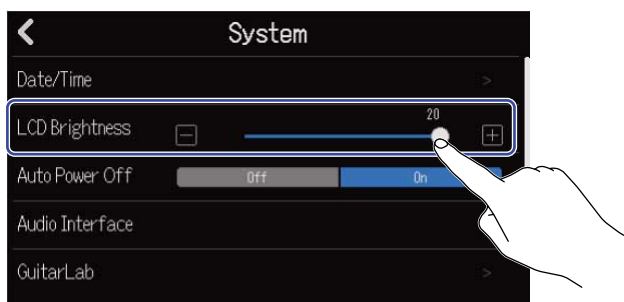 System
Date/Time
LCD Brightness 20
Auto Power Off Off On
Audio Interface
GuitarLab